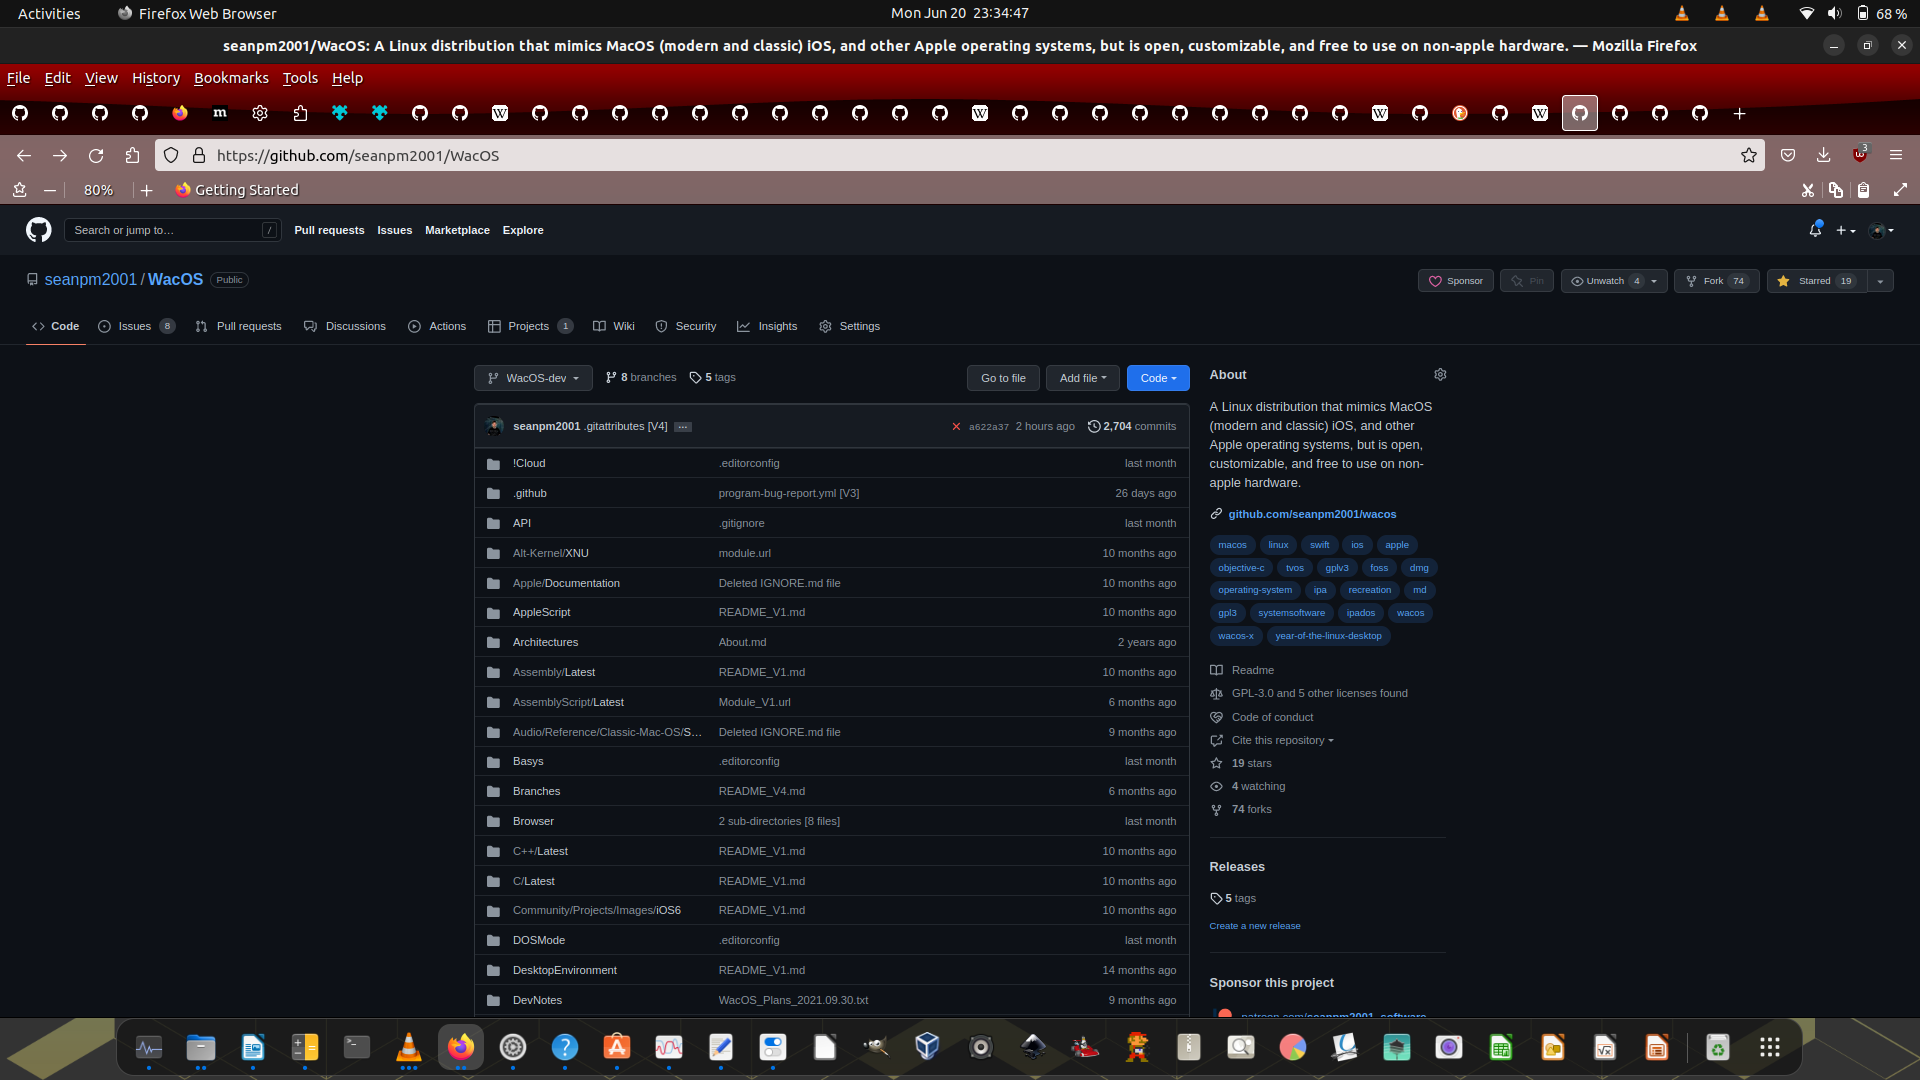 Activities
Firefox Web Browser
Mon Jun 20 23:34:47
68 %
seanpm2001/WacOS: A Linux distribution that mimics MacOS (modern and classic) iOS, and other Apple operating systems, but is open, customizable, and free to use on non-apple hardware. — Mozilla Firefox
File Edit View History Bookmarks Tools Help
https://github.com/seanpm2001/WacOS
3
80%
Getting Started
Search or jump to… /
Pull requests Issues Marketplace Explore
seanpm2001 / WacOS Public
Sponsor
Pin
Unwatch 4
Fork 74
Starred 19
Code
Issues 8
Pull requests
Discussions
Actions
Projects 1
Wiki
Security
Insights
Settings
WacOS-dev
8 branches
5 tags
Go to file
Add file
Code
seanpm2001 .gitattributes [V4] ...
a622a37 2 hours ago
2,704 commits
!Cloud .editorconfig last month
.github program-bug-report.yml [V3] 26 days ago
API .gitignore last month
Alt-Kernel/XNU module.url 10 months ago
Apple/Documentation Deleted IGNORE.md file 10 months ago
AppleScript README_V1.md 10 months ago
Architectures About.md 2 years ago
Assembly/Latest README_V1.md 10 months ago
AssemblyScript/Latest Module_V1.url 6 months ago
Audio/Reference/Classic-Mac-OS/S… Deleted IGNORE.md file 9 months ago
Basys .editorconfig last month
Branches README_V4.md 6 months ago
Browser 2 sub-directories [8 files] last month
C++/Latest README_V1.md 10 months ago
C/Latest README_V1.md 10 months ago
Community/Projects/Images/iOS6 README_V1.md 10 months ago
DOSMode .editorconfig last month
DesktopEnvironment README_V1.md 14 months ago
DevNotes WacOS_Plans_2021.09.30.txt 9 months ago
About
A Linux distribution that mimics MacOS
(modern and classic) iOS, and other
Apple operating systems, but is open,
customizable, and free to use on non-
apple hardware.
github.com/seanpm2001/wacos
macos linux swift ios apple
objective-c tvos gplv3 foss dmg
operating-system ipa recreation md
gpl3 systemsoftware ipados wacos
wacos-x year-of-the-linux-desktop
Readme
GPL-3.0 and 5 other licenses found
Code of conduct
Cite this repository
19 stars
4 watching
74 forks
Releases
5 tags
Create a new release
Sponsor this project
patreon.com/seanpm2001_software